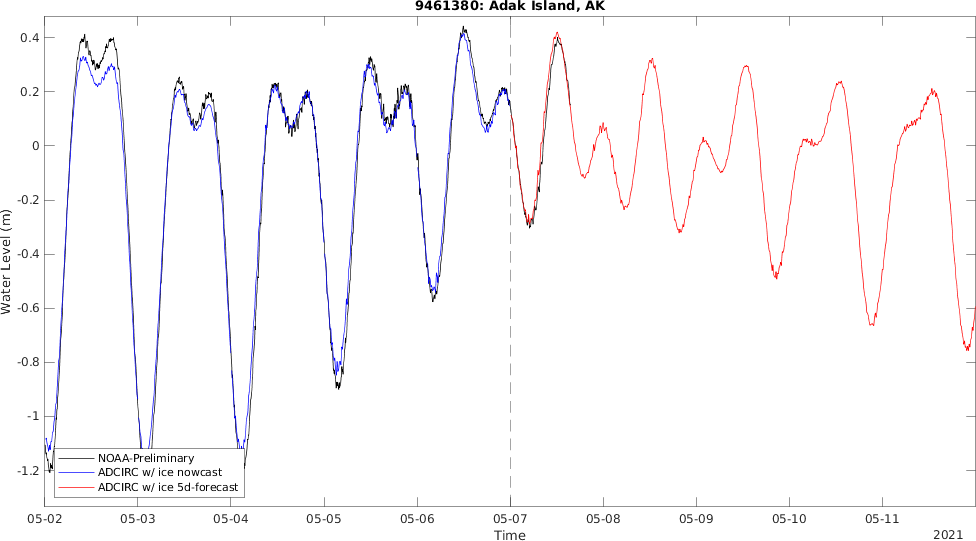 9461380: Adak Island, AK
Water Level (m)
0.4
0.2
0
-0.2
-0.4
-0.6
-0.8
-1
-1.2
NOAA-Preliminary
ADCIRC w/ ice nowcast
ADCIRC w/ ice 5d-forecast
05-02 05-03 05-04 05-05 05-06 05-07 05-08 05-09 05-10 05-11
Time
2021